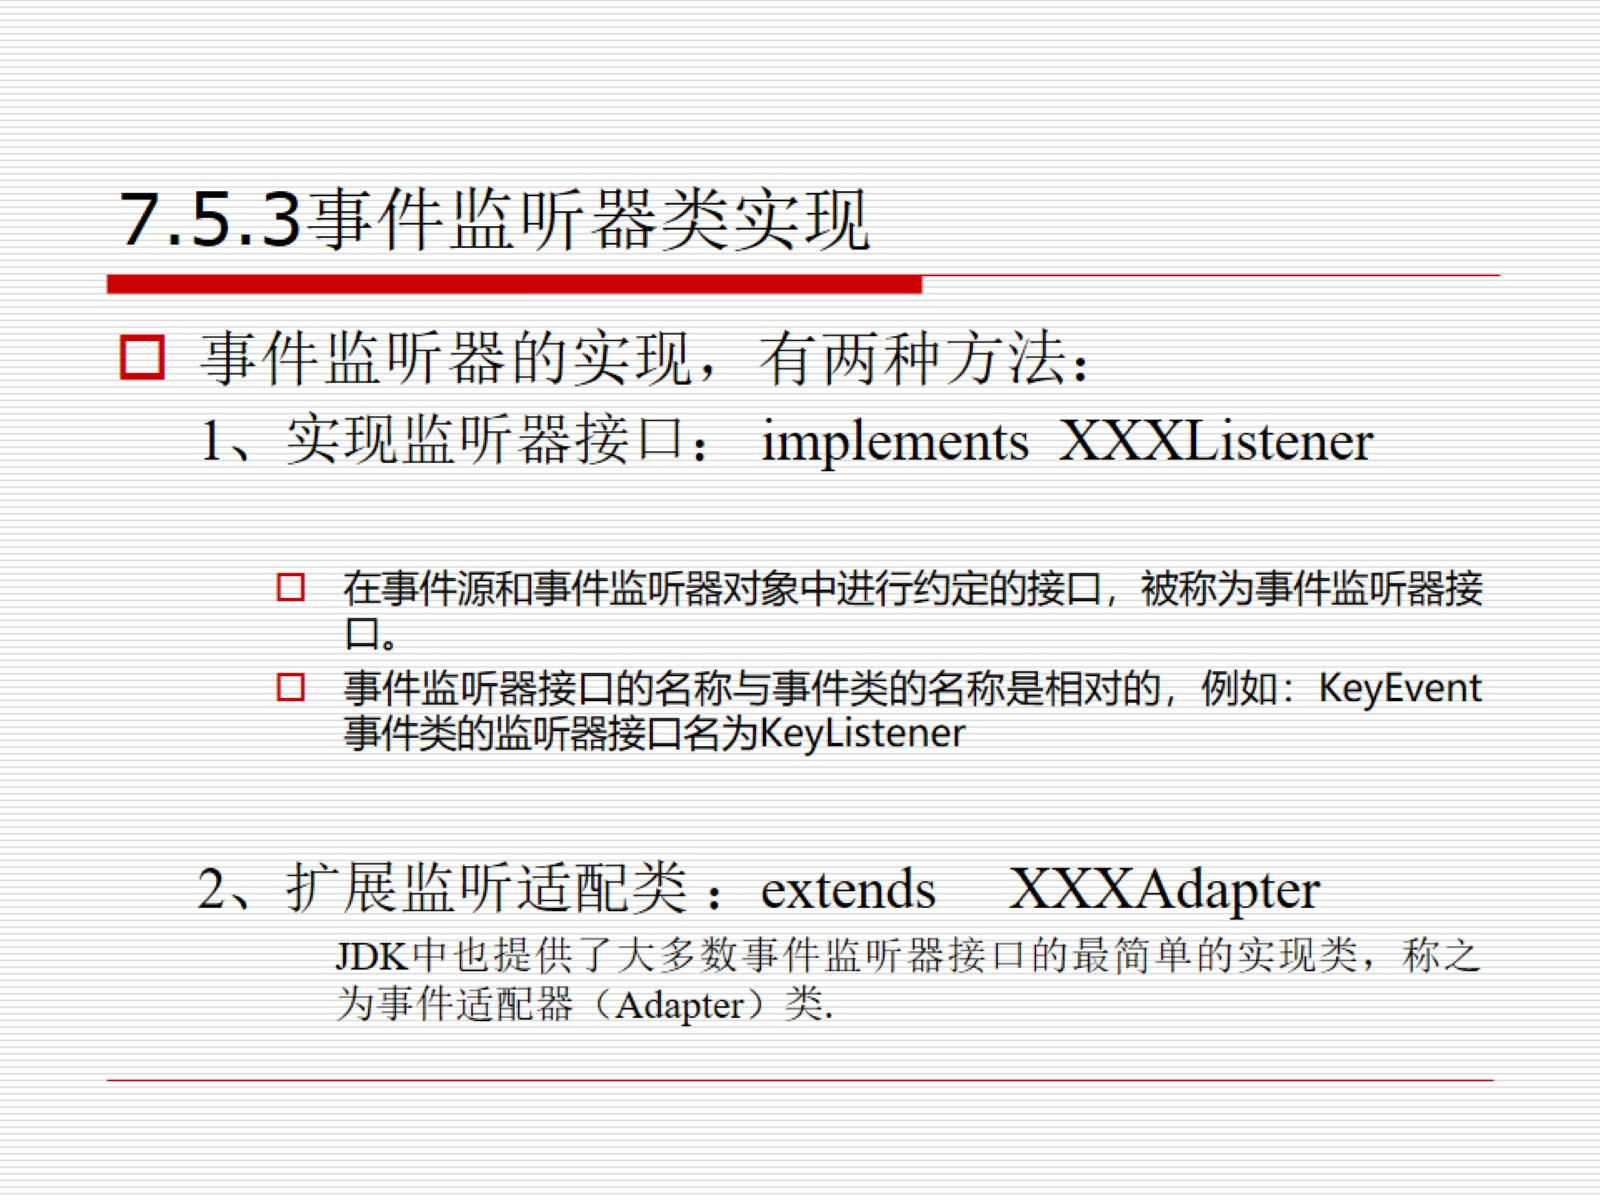 7.5.3事件监听器类实现
事件监听器的实现，有两种方法：
1、实现监听器接口： implements XXXListener
在事件源和事件监听器对象中进行约定的接口，被称为事件监听器接
口。
事件监听器接口的名称与事件类的名称是相对的，例如：KeyEvent
事件类的监听器接口名为KeyListener
2、扩展监听适配类 ：extends XXXAdapter
JDK中也提供了大多数事件监听器接口的最简单的实现类，称之
为事件适配器（Adapter）类.